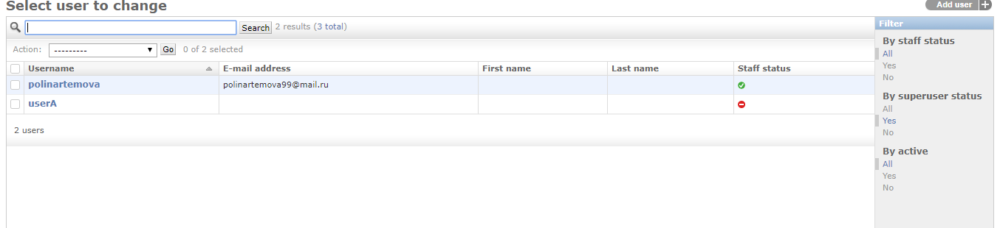 Select user to change
Add user +
Search 2 results (3 total)
Action: --------- Go 0 of 2 selected
Username E-mail address First name Last name Staff status
polinartemova polinartemova99@mail.ru
userA
2 users
Filter
By staff status
All
Yes
No
By superuser status
All
Yes
No
By active
All
Yes
No